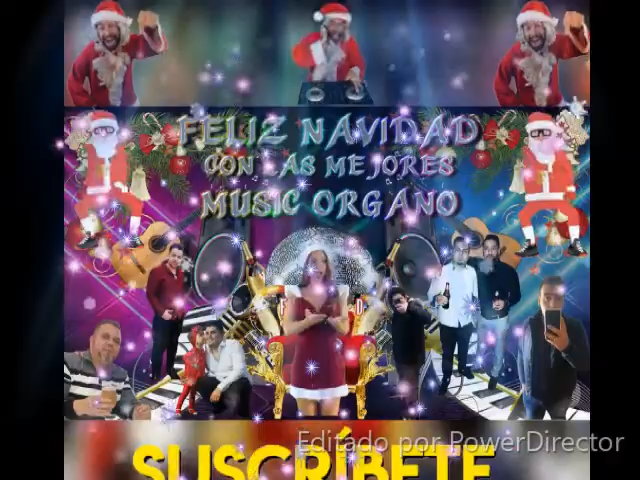 FELIZ NAVIDAD
CON LAS MEJORES
MUSIC ORGANO
Editado por PowerDirector
SUSCRÍBETE